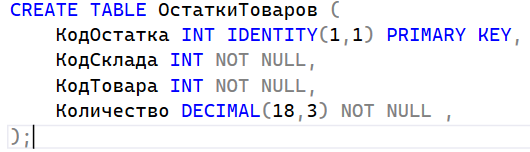 CREATE TABLE ОстаткиТоваров (
    КодОстатка INT IDENTITY(1,1) PRIMARY KEY,
    КодСклада INT NOT NULL,
    КодТовара INT NOT NULL,
    Количество DECIMAL(18,3) NOT NULL ,
);